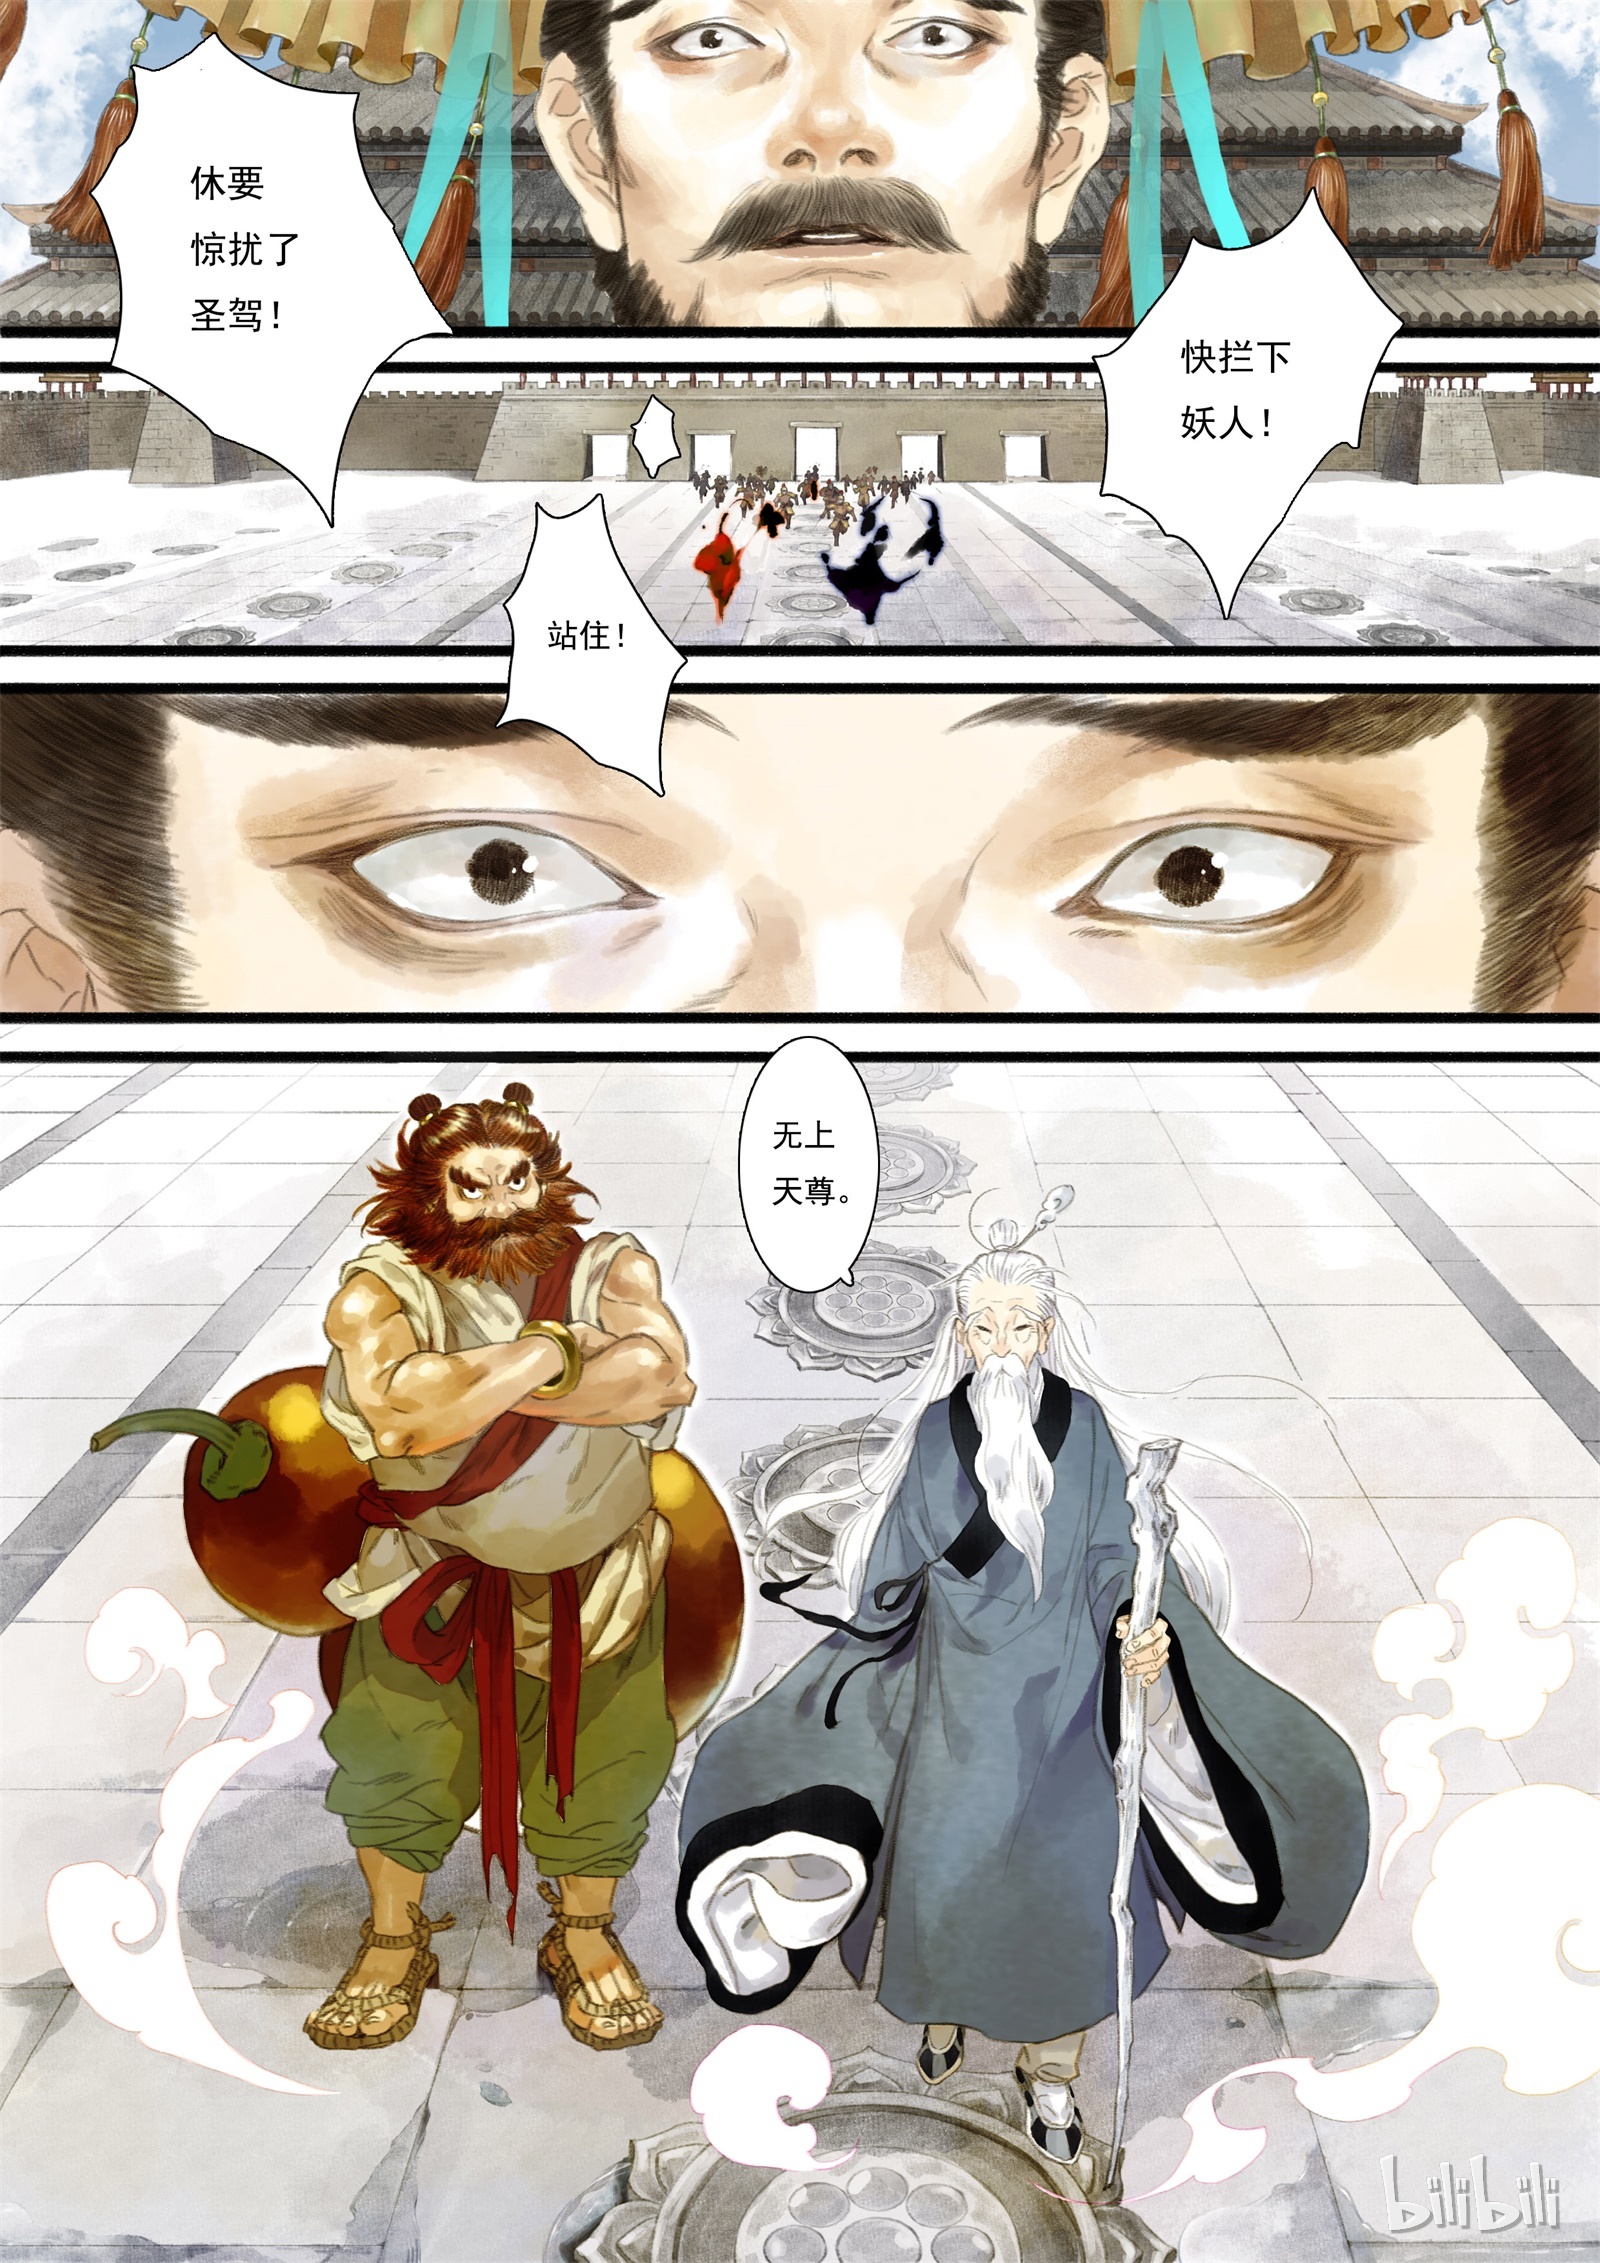 休要
惊扰了
圣驾！
快拦下
妖人！
站住！
无上
天尊。
bilibili